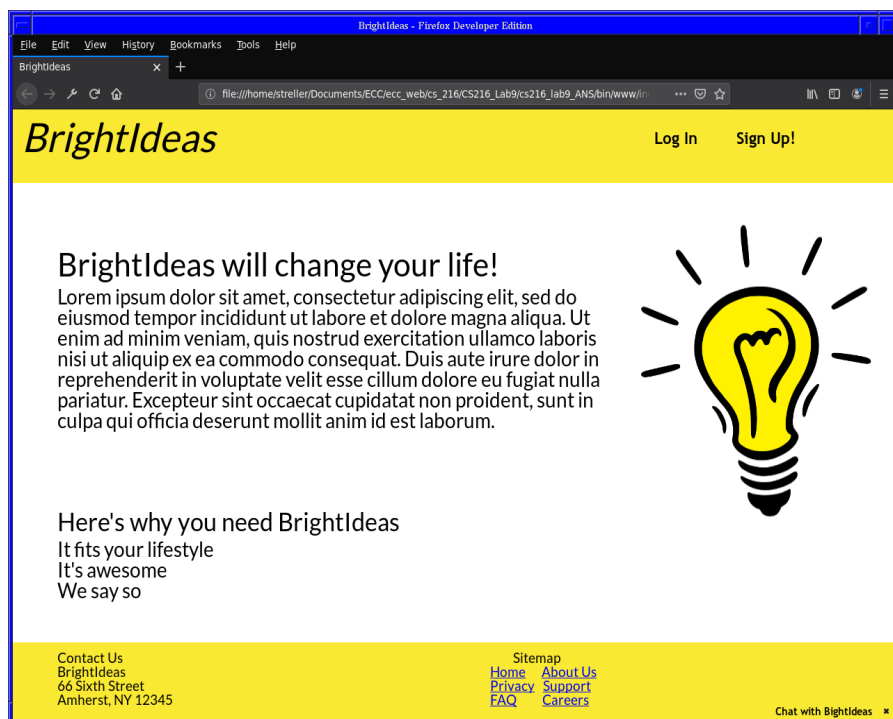 BrightIdeas - Firefox Developer Edition
File Edit View History Bookmarks Tools Help
BrightIdeas
file:///home/streller/Documents/ECC/ecc_web/cs_216/CS216_Lab9/cs216_lab9_ANS/bin/www/in
BrightIdeas
Log In Sign Up!
BrightIdeas will change your life!
Lorem ipsum dolor sit amet, consectetur adipiscing elit, sed do
eiusmod tempor incididunt ut labore et dolore magna aliqua. Ut
enim ad minim veniam, quis nostrud exercitation ullamco laboris
nisi ut aliquip ex ea commodo consequat. Duis aute irure dolor in
reprehenderit in voluptate velit esse cillum dolore eu fugiat nulla
pariatur. Excepteur sint occaecat cupidatat non proident, sunt in
culpa qui officia deserunt mollit anim id est laborum.
Here's why you need BrightIdeas
It fits your lifestyle
It's awesome
We say so
Contact Us
BrightIdeas
66 Sixth Street
Amherst, NY 12345
Sitemap
Home About Us
Privacy Support
FAQ Careers
Chat with BightIdeas